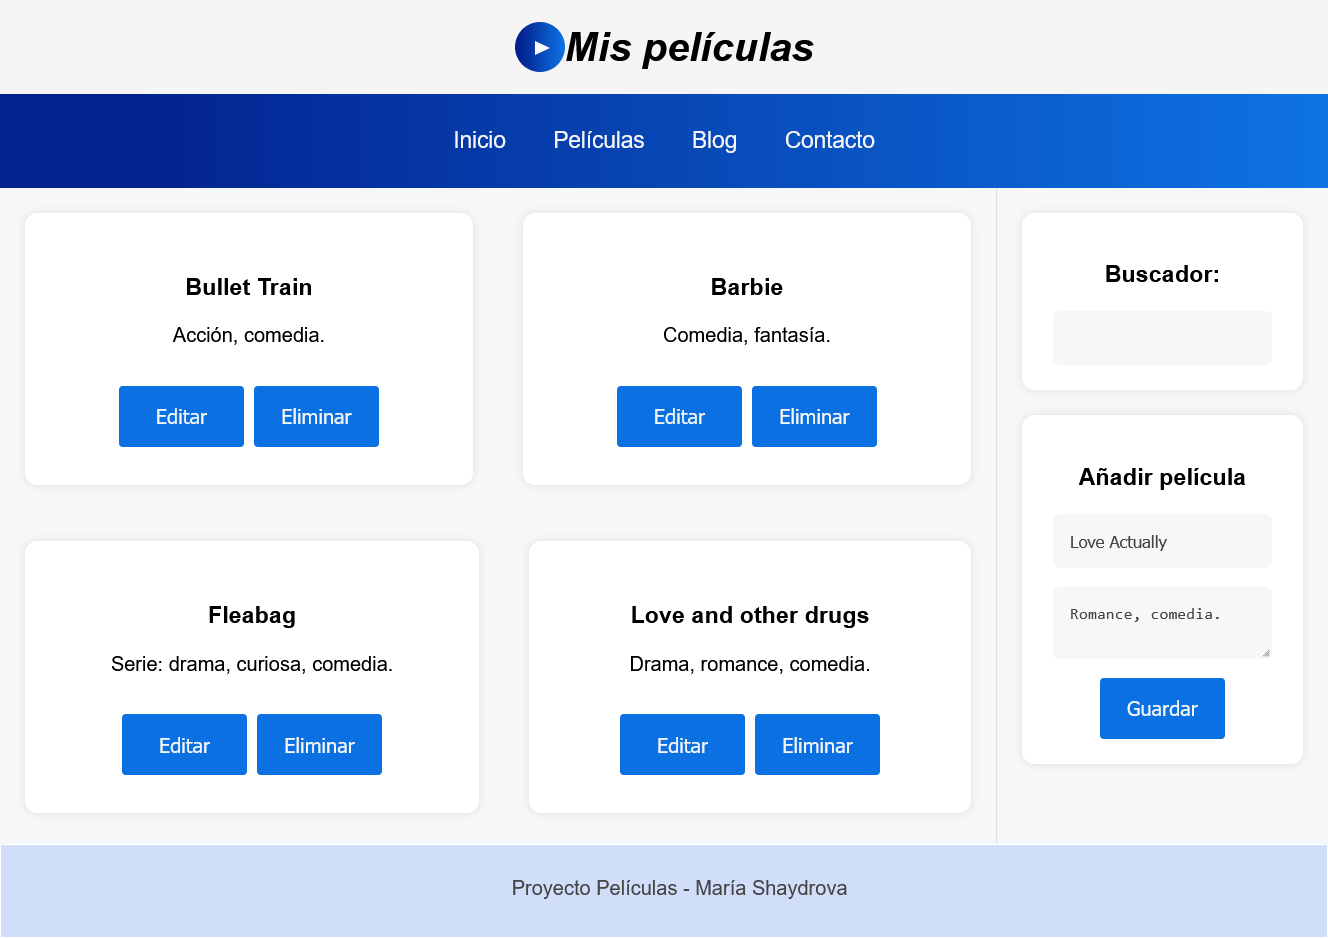 Mis películas
Inicio Películas Blog Contacto
Bullet Train
Acción, comedia.
Editar Eliminar
Barbie
Comedia, fantasía.
Editar Eliminar
Fleabag
Serie: drama, curiosa, comedia.
Editar Eliminar
Love and other drugs
Drama, romance, comedia.
Editar Eliminar
Buscador:
Añadir película
Love Actually
Romance, comedia.
Guardar
Proyecto Películas - María Shaydrova